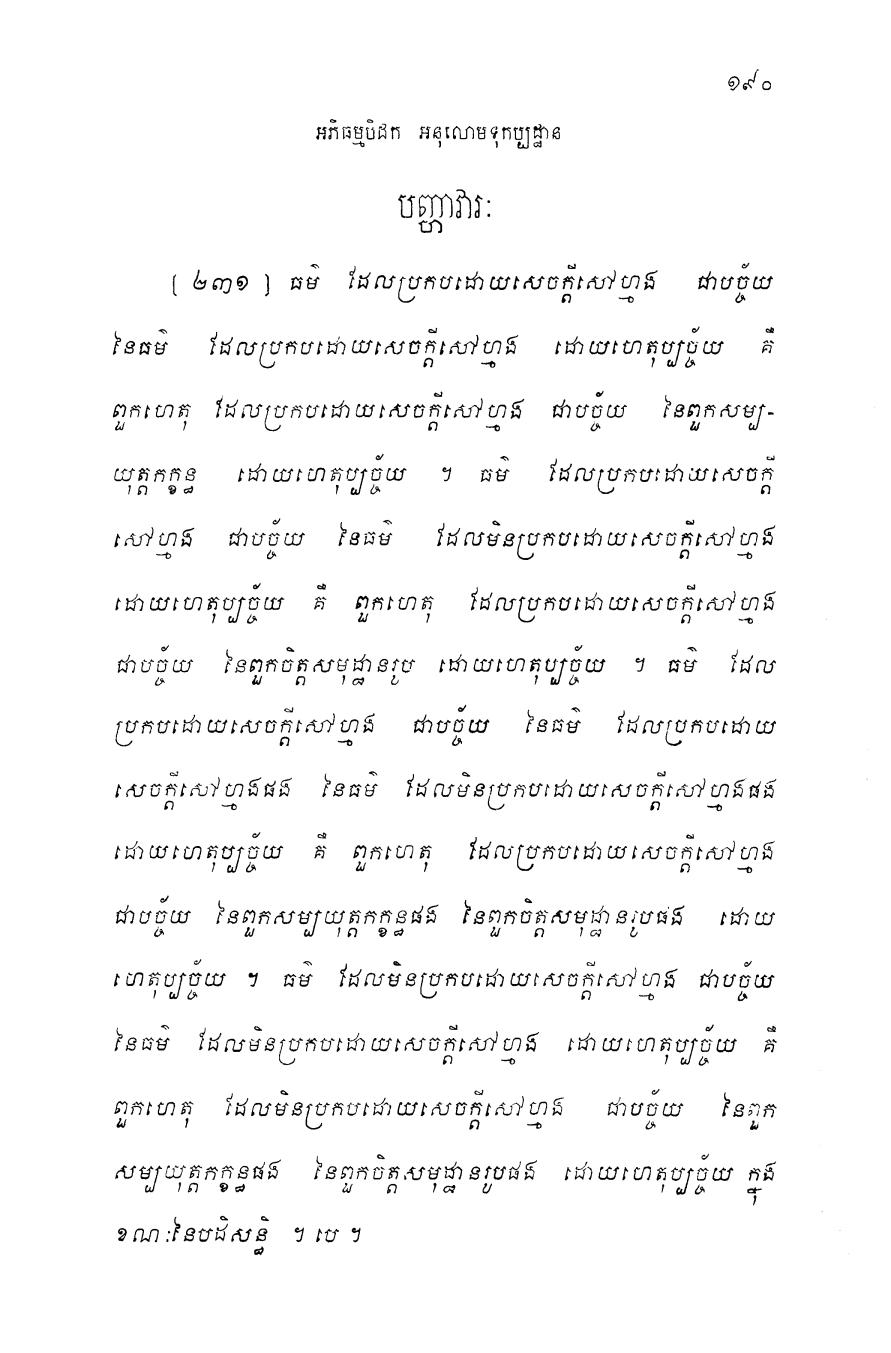 ១៩០
អភិធម្មបិដក អនុលោមទុកប្បដ្ឋាន
បញ្ហាវារៈ
[ ២៣១ ] ធម៌ ដែលប្រកបដោយសេចក្តីសៅហ្មង ជាបច្ច័យ
នៃធម៌ ដែលប្រកបដោយសេចក្តីសៅហ្មង ដោយហេតុប្បច្ច័យ គឺ
ពួកហេតុ ដែលប្រកបដោយសេចក្តីសៅហ្មង ជាបច្ច័យ នៃពួកសម្ប-
យុត្តកក្ខន្ធ ដោយហេតុប្បច្ច័យ ។ ធម៌ ដែលប្រកបដោយសេចក្តី
សៅហ្មង ជាបច្ច័យ នៃធម៌ ដែលមិនប្រកបដោយសេចក្តីសៅហ្មង
ដោយហេតុប្បច្ច័យ គឺ ពួកហេតុ ដែលប្រកបដោយសេចក្តីសៅហ្មង
ជាបច្ច័យ នៃពួកចិត្តសមុដ្ឋានរូប ដោយហេតុប្បច្ច័យ ។ ធម៌ ដែល
ប្រកបដោយសេចក្តីសៅហ្មង ជាបច្ច័យ នៃធម៌ ដែលប្រកបដោយ
សេចក្តីសៅហ្មងផង នៃធម៌ ដែលមិនប្រកបដោយសេចក្តីសៅហ្មងផង
ដោយហេតុប្បច្ច័យ គឺ ពួកហេតុ ដែលប្រកបដោយសេចក្តីសៅហ្មង
ជាបច្ច័យ នៃពួកសម្បយុត្តកក្ខន្ធផង នៃពួកចិត្តសមុដ្ឋានរូបផង ដោយ
ហេតុប្បច្ច័យ ។ ធម៌ ដែលមិនប្រកបដោយសេចក្តីសៅហ្មង ជាបច្ច័យ
នៃធម៌ ដែលមិនប្រកបដោយសេចក្តីសៅហ្មង ដោយហេតុប្បច្ច័យ គឺ
ពួកហេតុ ដែលមិនប្រកបដោយសេចក្តីសៅហ្មង ជាបច្ច័យ នៃពួក
សម្បយុត្តកក្ខន្ធផង នៃពួកចិត្តសមុដ្ឋានរូបផង ដោយហេតុប្បច្ច័យ ក្នុង
ខណៈនៃបដិសន្ធិ ។ បេ ។